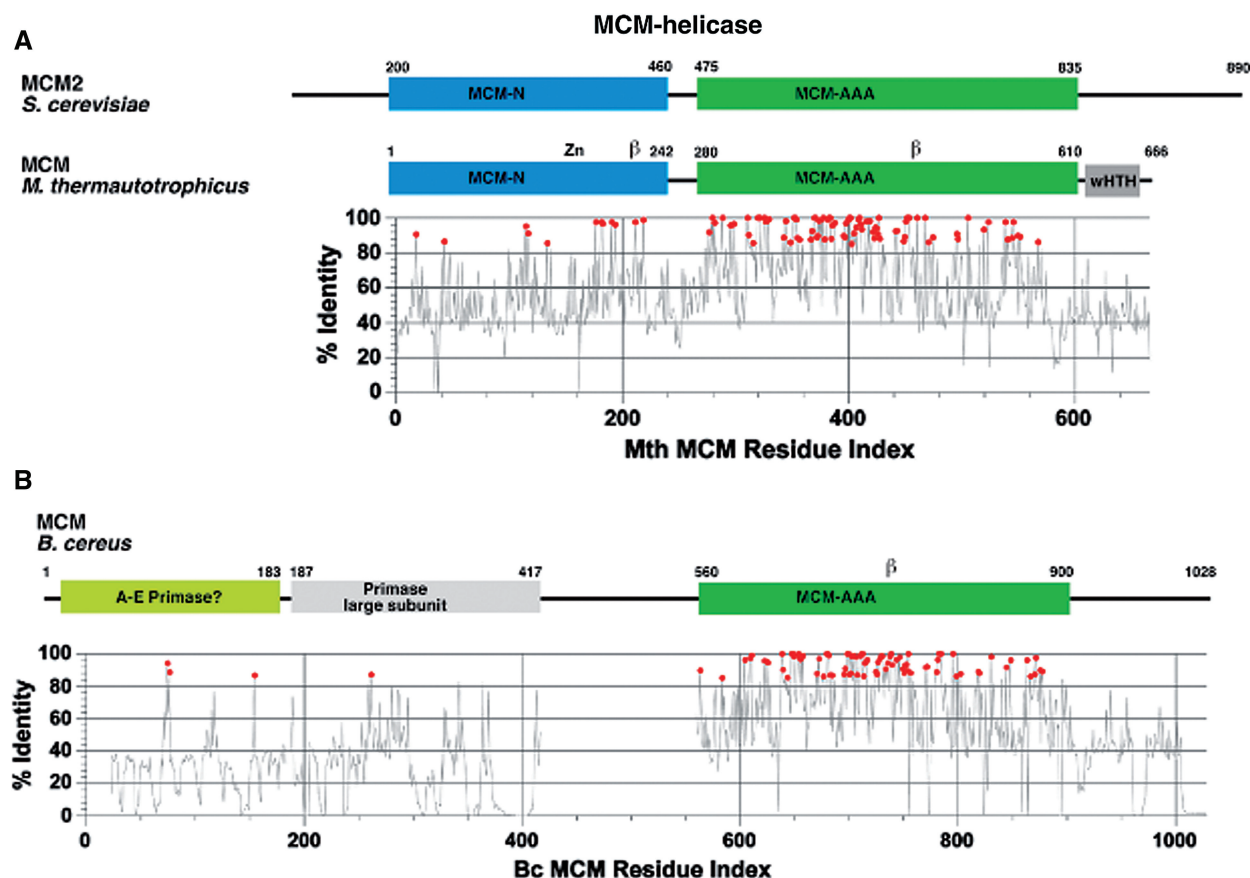 MCM-helicase
A
200 460 475 835 890
MCM2
S. cerevisiae
MCM-N MCM-AAA
1 Zn β 242 280 β 610 666
MCM
M. thermautotrophicus
MCM-N MCM-AAA wHTH
% Identity
100
80
60
40
20
0
0 200 400 600
Mth MCM Residue Index
B
MCM
B. cereus
1 183 187 417 560 β 900 1028
A-E Primase?
Primase
large subunit
MCM-AAA
% Identity
100
80
60
40
20
0
0 200 400 600 800 1000
Bc MCM Residue Index